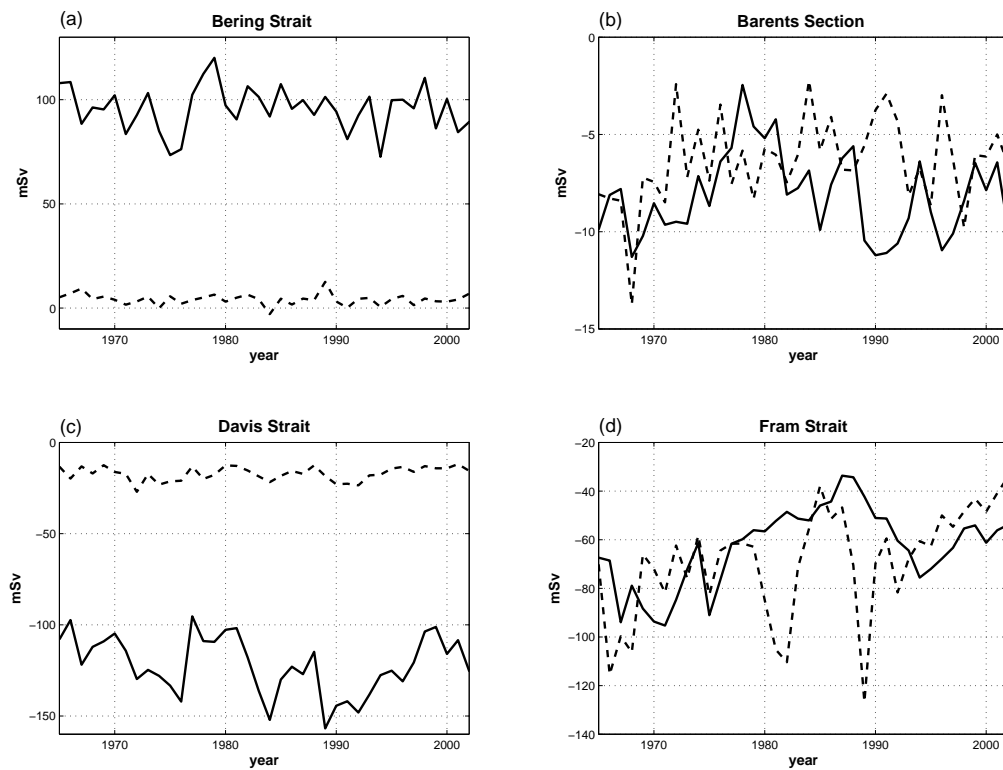 (a)
Bering Strait
100
50
0
mSv
1970
1980
1990
2000
year
(b)
Barents Section
0
−5
−10
−15
mSv
1970
1980
1990
2000
year
(c)
Davis Strait
0
−50
−100
−150
mSv
1970
1980
1990
2000
year
(d)
Fram Strait
−20
−40
−60
−80
−100
−120
−140
mSv
1970
1980
1990
2000
year